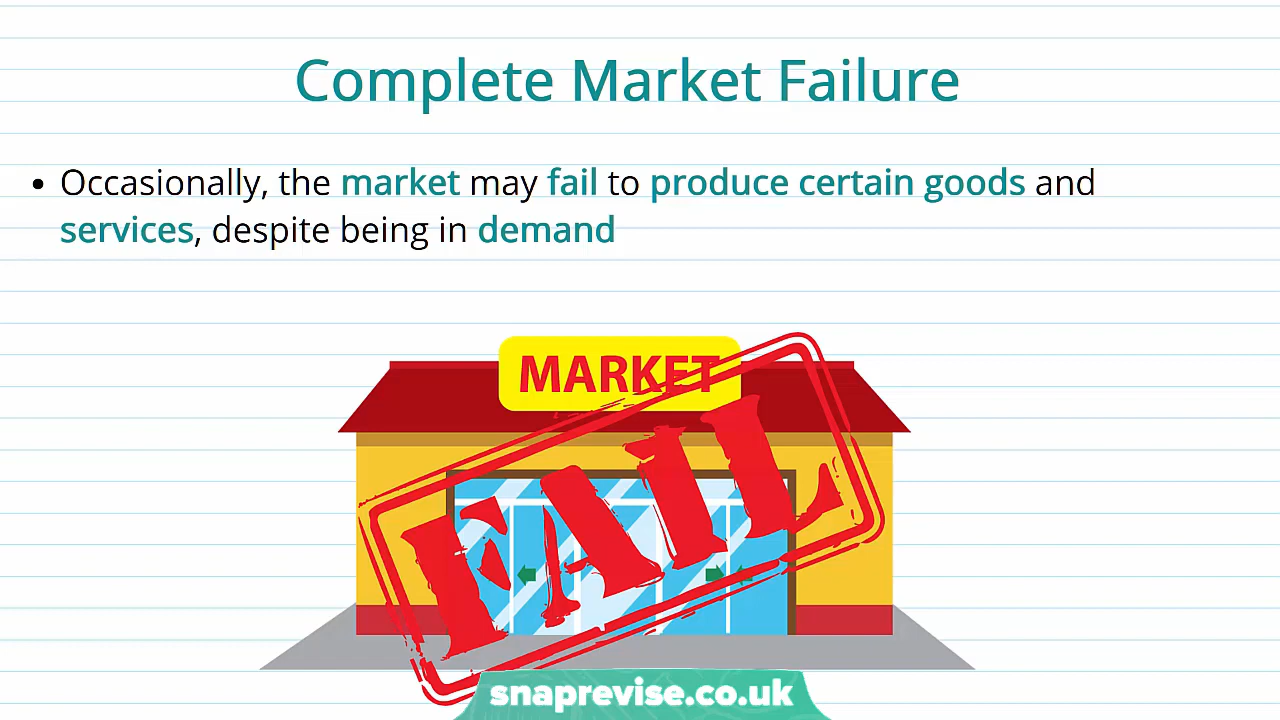 Complete Market Failure
• Occasionally, the market may fail to produce certain goods and
services, despite being in demand
MARKET
FAIL
snaprevise.co.uk